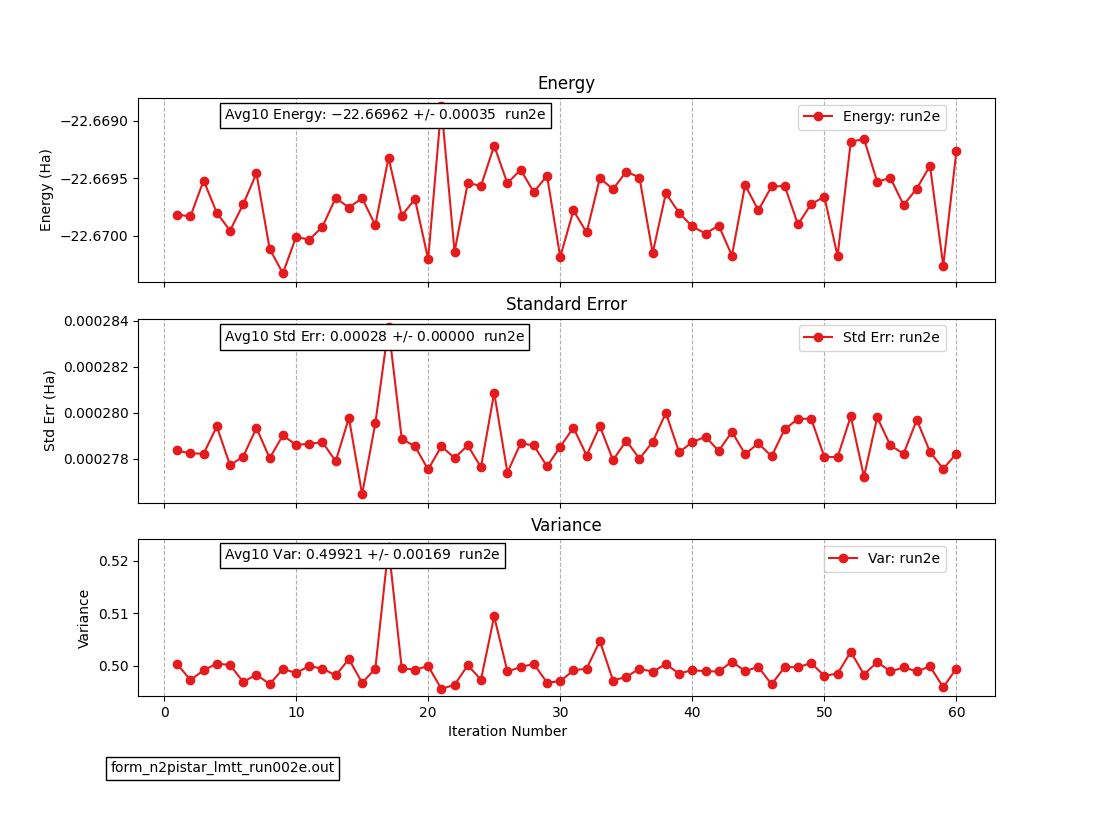 Energy
Avg10 Energy: −22.66962 +/- 0.00035  run2e
Energy: run2e
−22.6690
−22.6695
−22.6700
Energy (Ha)
Standard Error
Avg10 Std Err: 0.00028 +/- 0.00000  run2e
Std Err: run2e
0.000284
0.000282
0.000280
0.000278
Std Err (Ha)
Variance
Avg10 Var: 0.49921 +/- 0.00169  run2e
Var: run2e
0.52
0.51
0.50
Variance
0 10 20 30 40 50 60
Iteration Number
form_n2pistar_lmtt_run002e.out